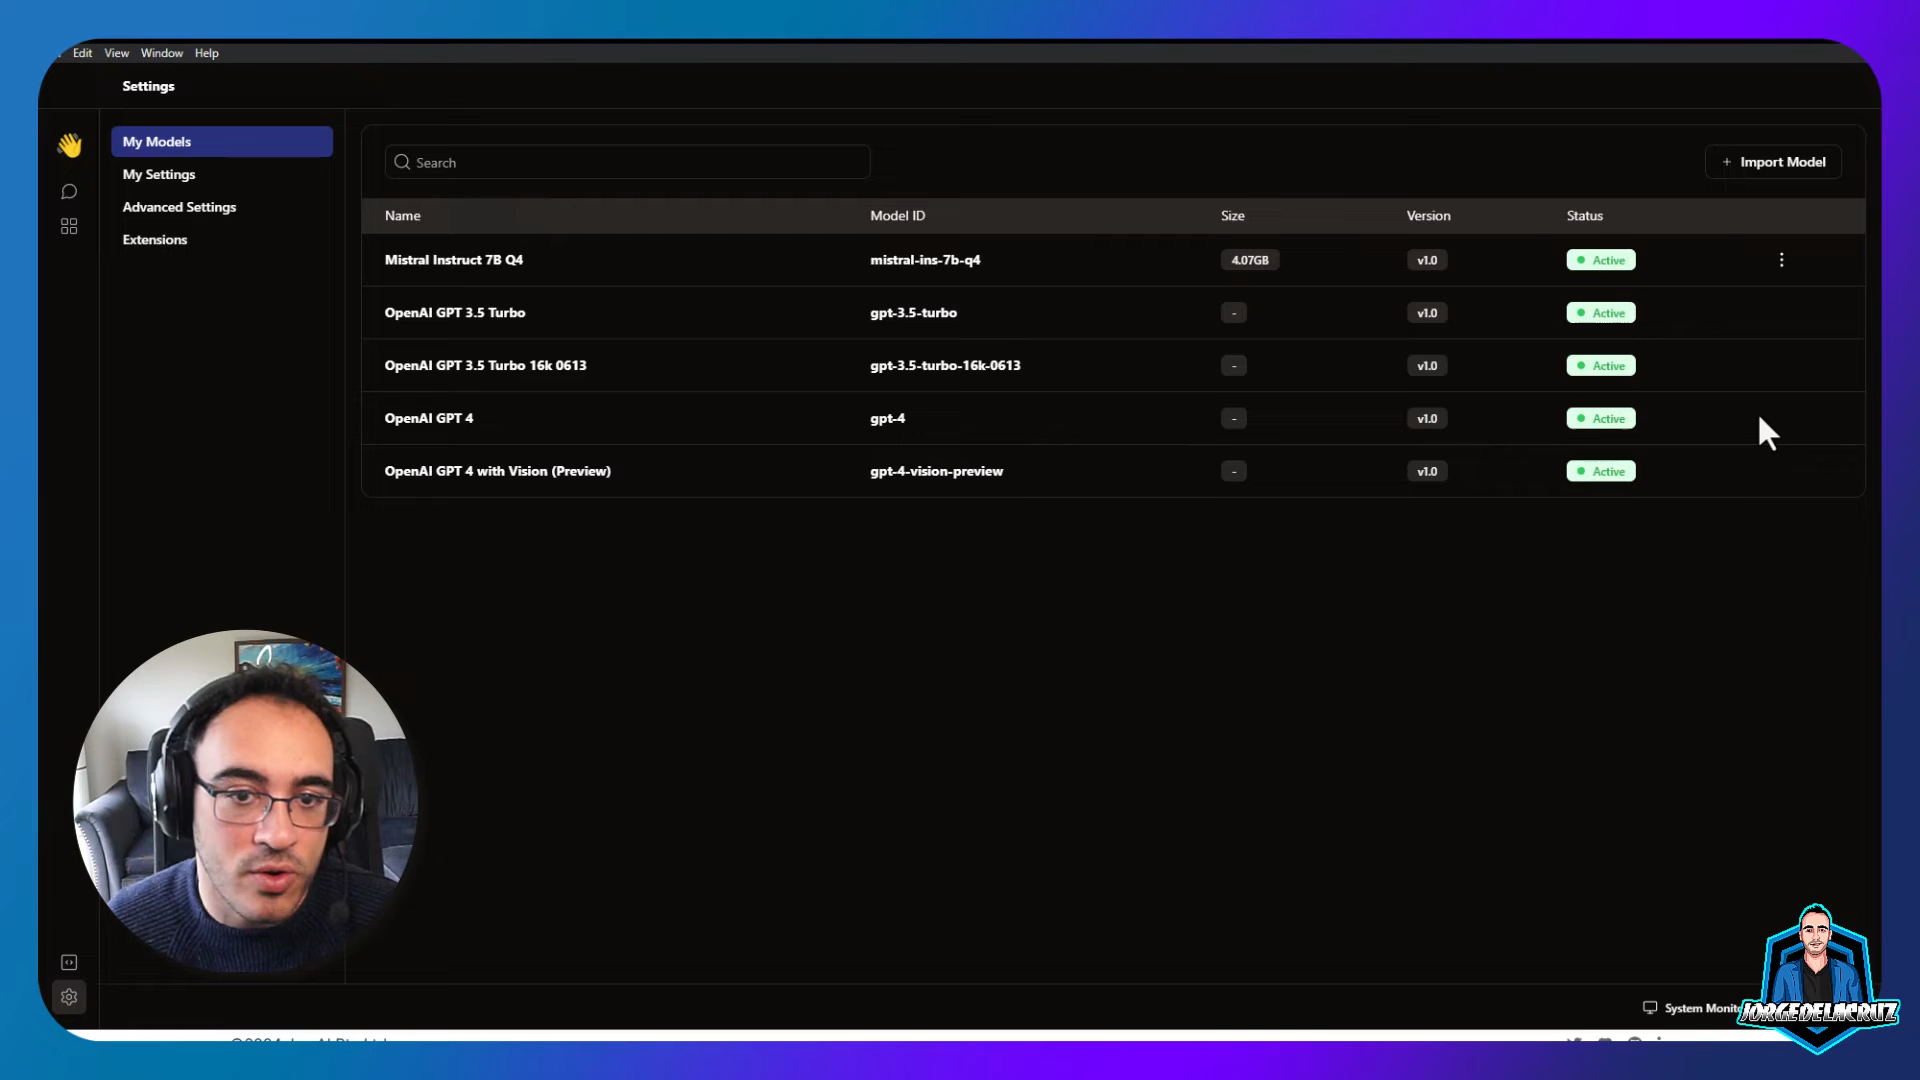 Edit View Window Help
Settings
My Models
My Settings
Advanced Settings
Extensions
Search
+ Import Model
Name Model ID Size Version Status
Mistral Instruct 7B Q4 mistral-ins-7b-q4 4.07GB v1.0 Active
OpenAI GPT 3.5 Turbo gpt-3.5-turbo - v1.0 Active
OpenAI GPT 3.5 Turbo 16k 0613 gpt-3.5-turbo-16k-0613 - v1.0 Active
OpenAI GPT 4 gpt-4 - v1.0 Active
OpenAI GPT 4 with Vision (Preview) gpt-4-vision-preview - v1.0 Active
System
JORGEDELACRUZ